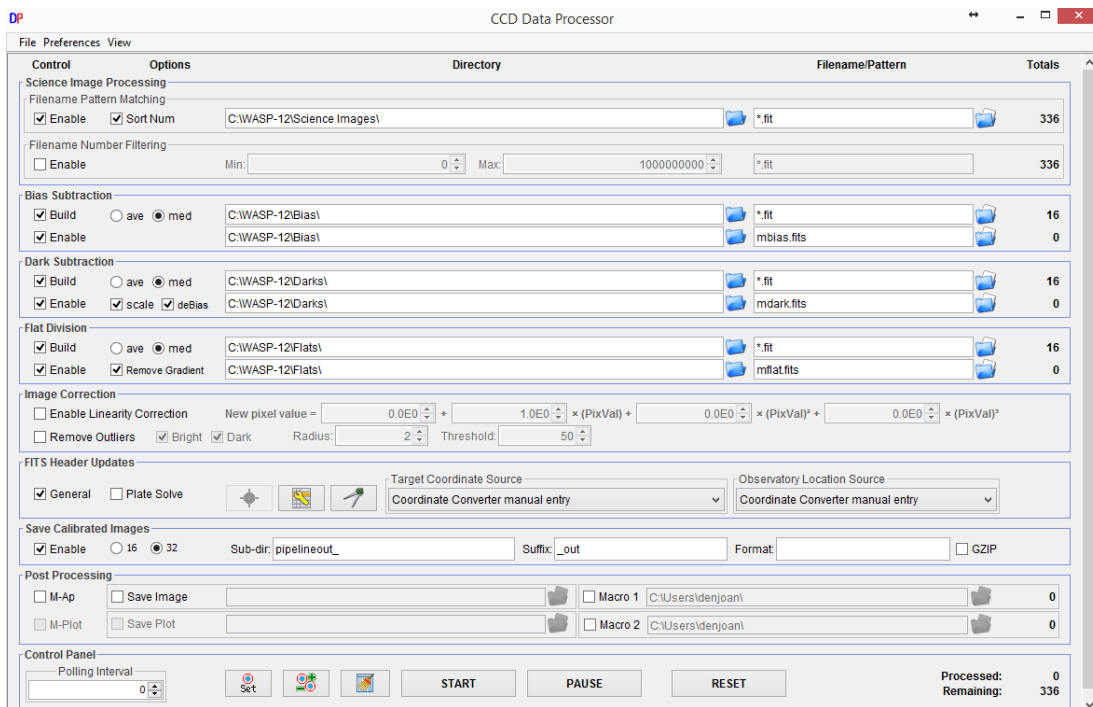 DP CCD Data Processor
File Preferences View
Control Options Directory Filename/Pattern Totals
Science Image Processing
Filename Pattern Matching
Enable Sort Num C:\WASP-12\Science Images\ *.fit 336
Filename Number Filtering
Enable Min: 0 Max: 1000000000 *.fit 336
Bias Subtraction
Build ave med C:\WASP-12\Bias\ *.fit 16
Enable C:\WASP-12\Bias\ mbias.fits 0
Dark Subtraction
Build ave med C:\WASP-12\Darks\ *.fit 16
Enable scale deBias C:\WASP-12\Darks\ mdark.fits 0
Flat Division
Build ave med C:\WASP-12\Flats\ *.fit 16
Enable Remove Gradient C:\WASP-12\Flats\ mflat.fits 0
Image Correction
Enable Linearity Correction New pixel value = 0.0E0 + 1.0E0 × (PixVal) + 0.0E0 × (PixVal)² + 0.0E0 × (PixVal)³
Remove Outliers Bright Dark Radius: 2 Threshold: 50
FITS Header Updates
Target Coordinate Source Observatory Location Source
General Plate Solve Coordinate Converter manual entry Coordinate Converter manual entry
Save Calibrated Images
Enable 16 32 Sub-dir: pipelineout_ Suffix: _out Format: GZIP
Post Processing
M-Ap Save Image Macro 1 C:\Users\denjoan\ 0
M-Plot Save Plot Macro 2 C:\Users\denjoan\ 0
Control Panel
Polling Interval
0 Set START PAUSE RESET
Processed: 0
Remaining: 336